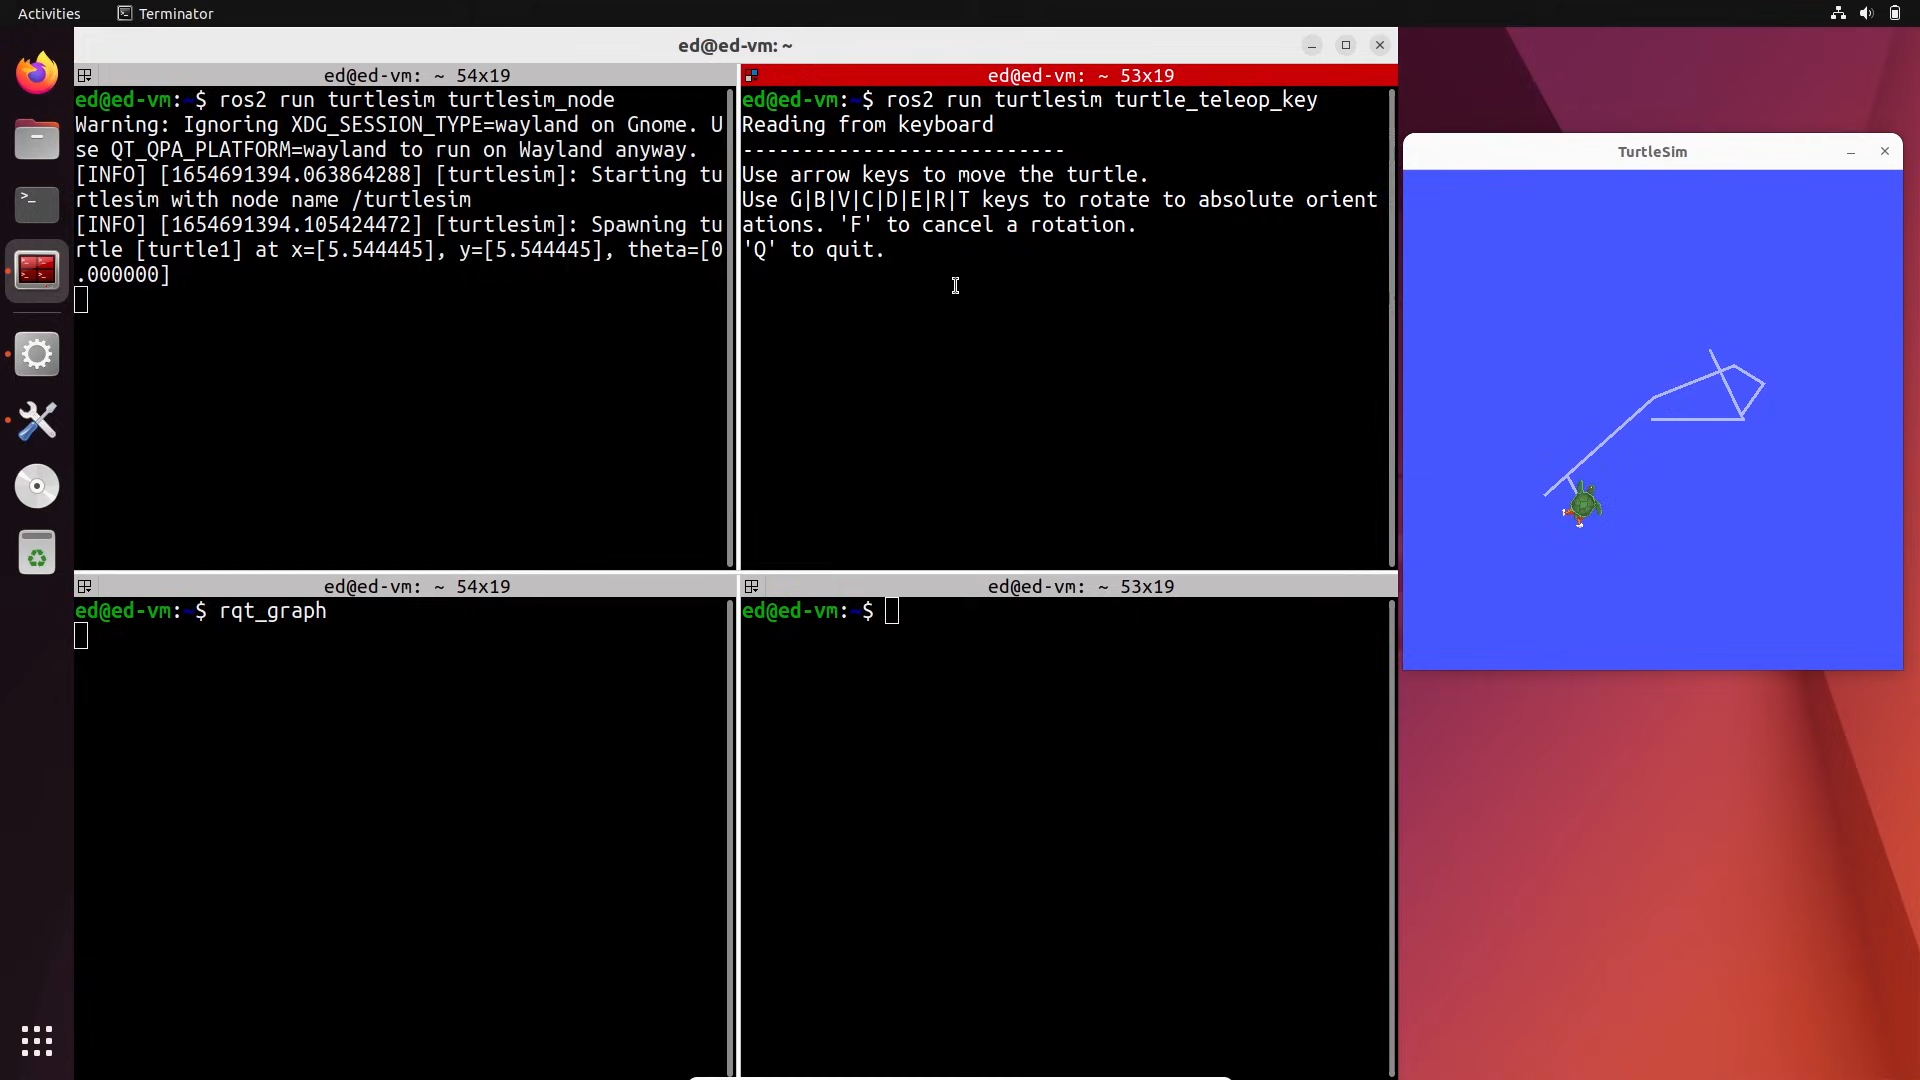 Activities Terminator
ed@ed-vm: ~
ed@ed-vm: ~ 54x19
ed@ed-vm:~$ ros2 run turtlesim turtlesim_node
Warning: Ignoring XDG_SESSION_TYPE=wayland on Gnome. U
se QT_QPA_PLATFORM=wayland to run on Wayland anyway.
[INFO] [1654691394.063864288] [turtlesim]: Starting tu
rtlesim with node name /turtlesim
[INFO] [1654691394.105424472] [turtlesim]: Spawning tu
rtle [turtle1] at x=[5.544445], y=[5.544445], theta=[0
.000000]
ed@ed-vm: ~ 53x19
ed@ed-vm:~$ ros2 run turtlesim turtle_teleop_key
Reading from keyboard
---------------------------
Use arrow keys to move the turtle.
Use G|B|V|C|D|E|R|T keys to rotate to absolute orient
ations. 'F' to cancel a rotation.
'Q' to quit.
ed@ed-vm: ~ 54x19
ed@ed-vm:~$ rqt_graph
ed@ed-vm: ~ 53x19
ed@ed-vm:~$
TurtleSim